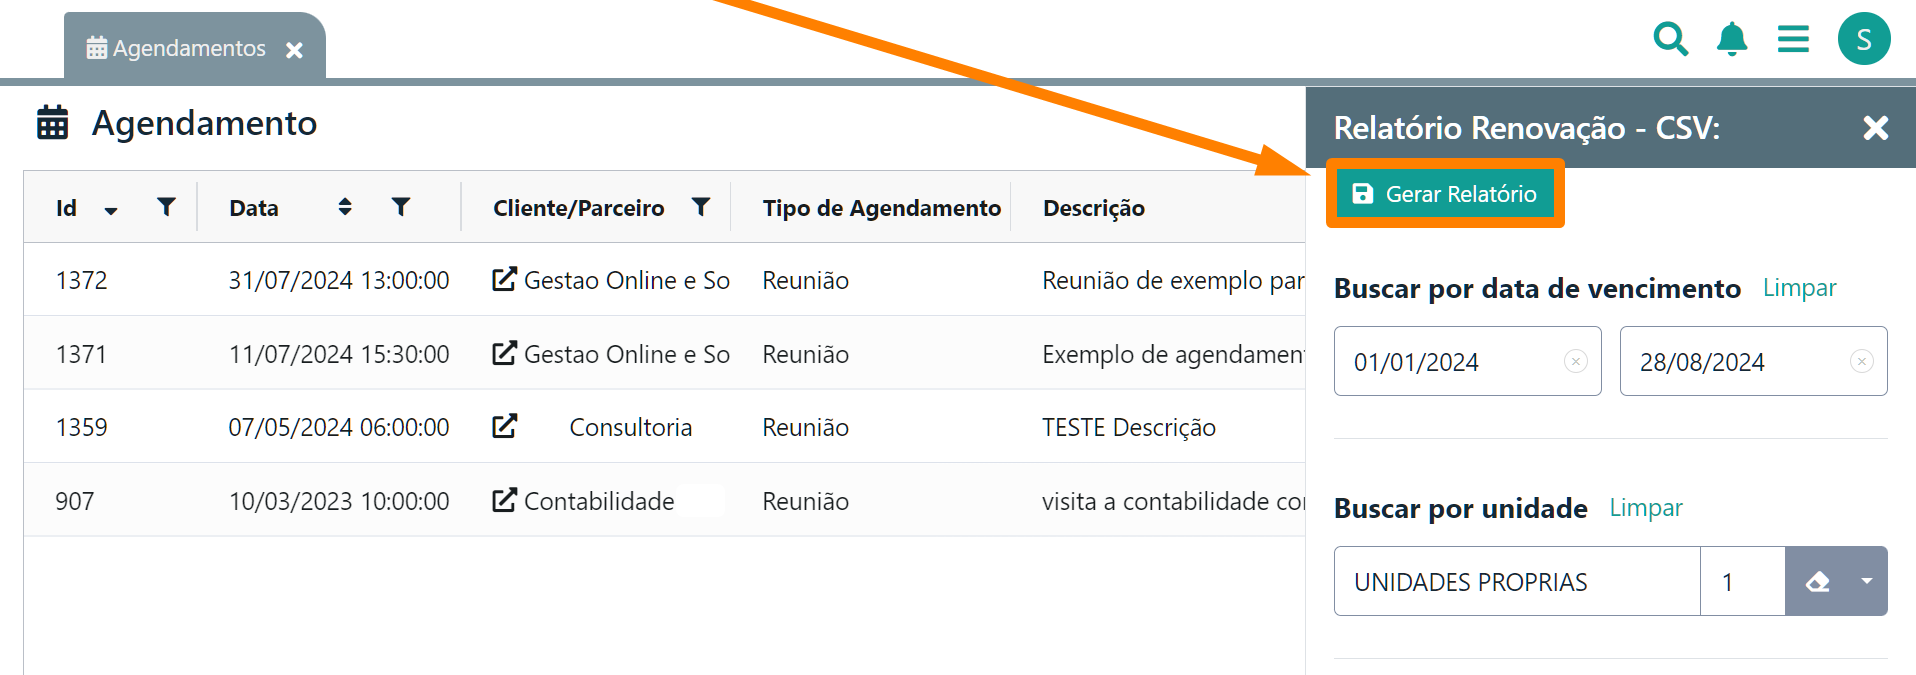 Agendamentos
S
Agendamento
Relatório Renovação - CSV:
Gerar Relatório
Id Data Cliente/Parceiro Tipo de Agendamento Descrição
1372 31/07/2024 13:00:00 Gestao Online e So Reunião Reunião de exemplo par
1371 11/07/2024 15:30:00 Gestao Online e So Reunião Exemplo de agendament
1359 07/05/2024 06:00:00 Consultoria Reunião TESTE Descrição
907 10/03/2023 10:00:00 Contabilidade Reunião visita a contabilidade con
Buscar por data de vencimento Limpar
01/01/2024 28/08/2024
Buscar por unidade Limpar
UNIDADES PROPRIAS 1